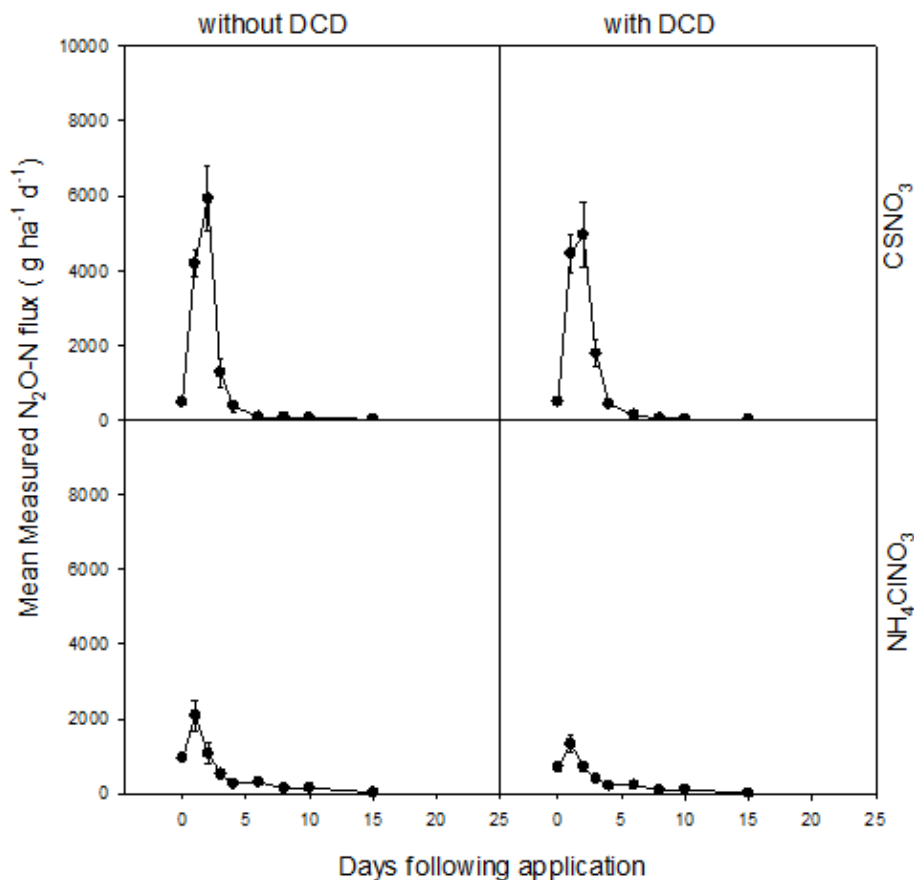 without DCD
with DCD
10000
8000
6000
4000
2000
0
8000
6000
4000
2000
0
Mean Measured N₂O-N flux ( g ha⁻¹ d⁻¹)
CSNO₃
NH₄ClNO₃
0 5 10 15 20 25
0 5 10 15 20 25
Days following application